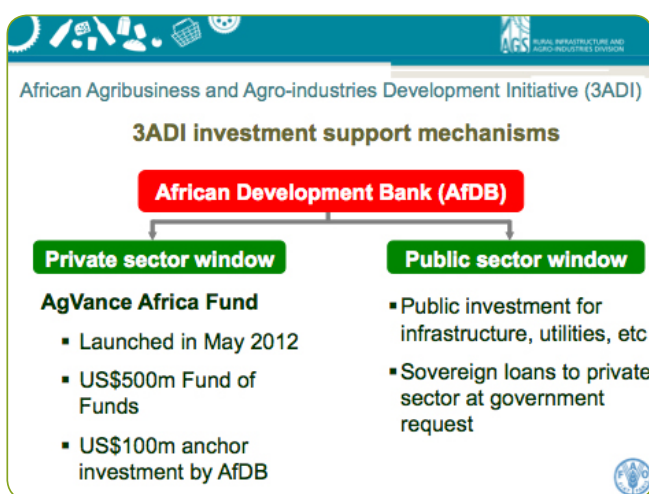 AGS RURAL INFRASTRUCTURE AND
AGRO-INDUSTRIES DIVISION
African Agribusiness and Agro-industries Development Initiative (3ADI)
3ADI investment support mechanisms
African Development Bank (AfDB)
Private sector window
AgVance Africa Fund
▪ Launched in May 2012
▪ US$500m Fund of
Funds
▪ US$100m anchor
investment by AfDB
Public sector window
▪ Public investment for
infrastructure, utilities, etc
▪ Sovereign loans to private
sector at government
request